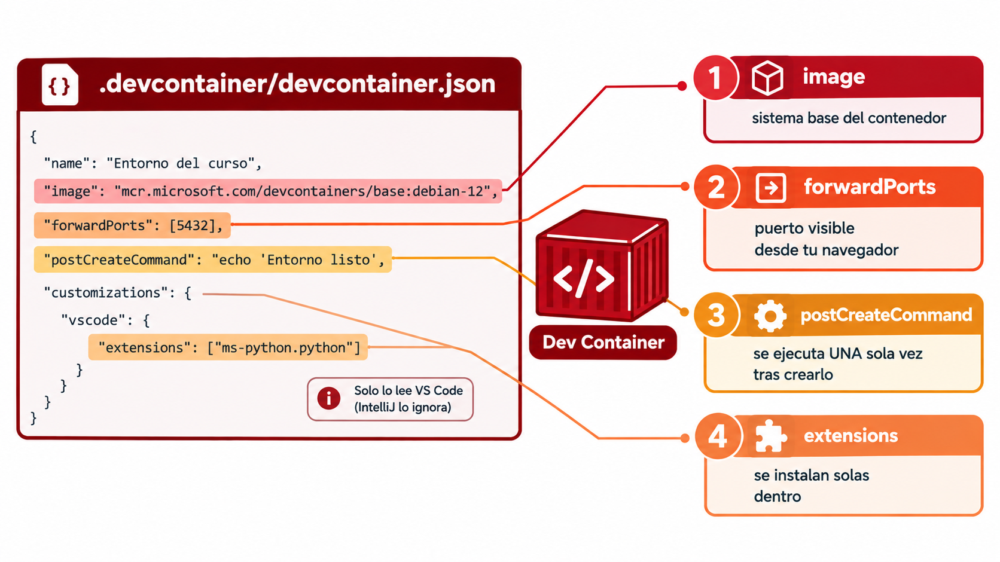 { }
.devcontainer/devcontainer.json
{
"name": "Entorno del curso",
"image": "mcr.microsoft.com/devcontainers/base:debian-12",
"forwardPorts": [5432],
"postCreateCommand": "echo 'Entorno listo',
"customizations": {
"vscode": {
"extensions": ["ms-python.python"]
}
}
}
}
Solo lo lee VS Code
(IntelliJ lo ignora)
</>
Dev Container
1
image
sistema base del contenedor
2
forwardPorts
puerto visible
desde tu navegador
3
postCreateCommand
se ejecuta UNA sola vez
tras crearlo
4
extensions
se instalan solas
dentro